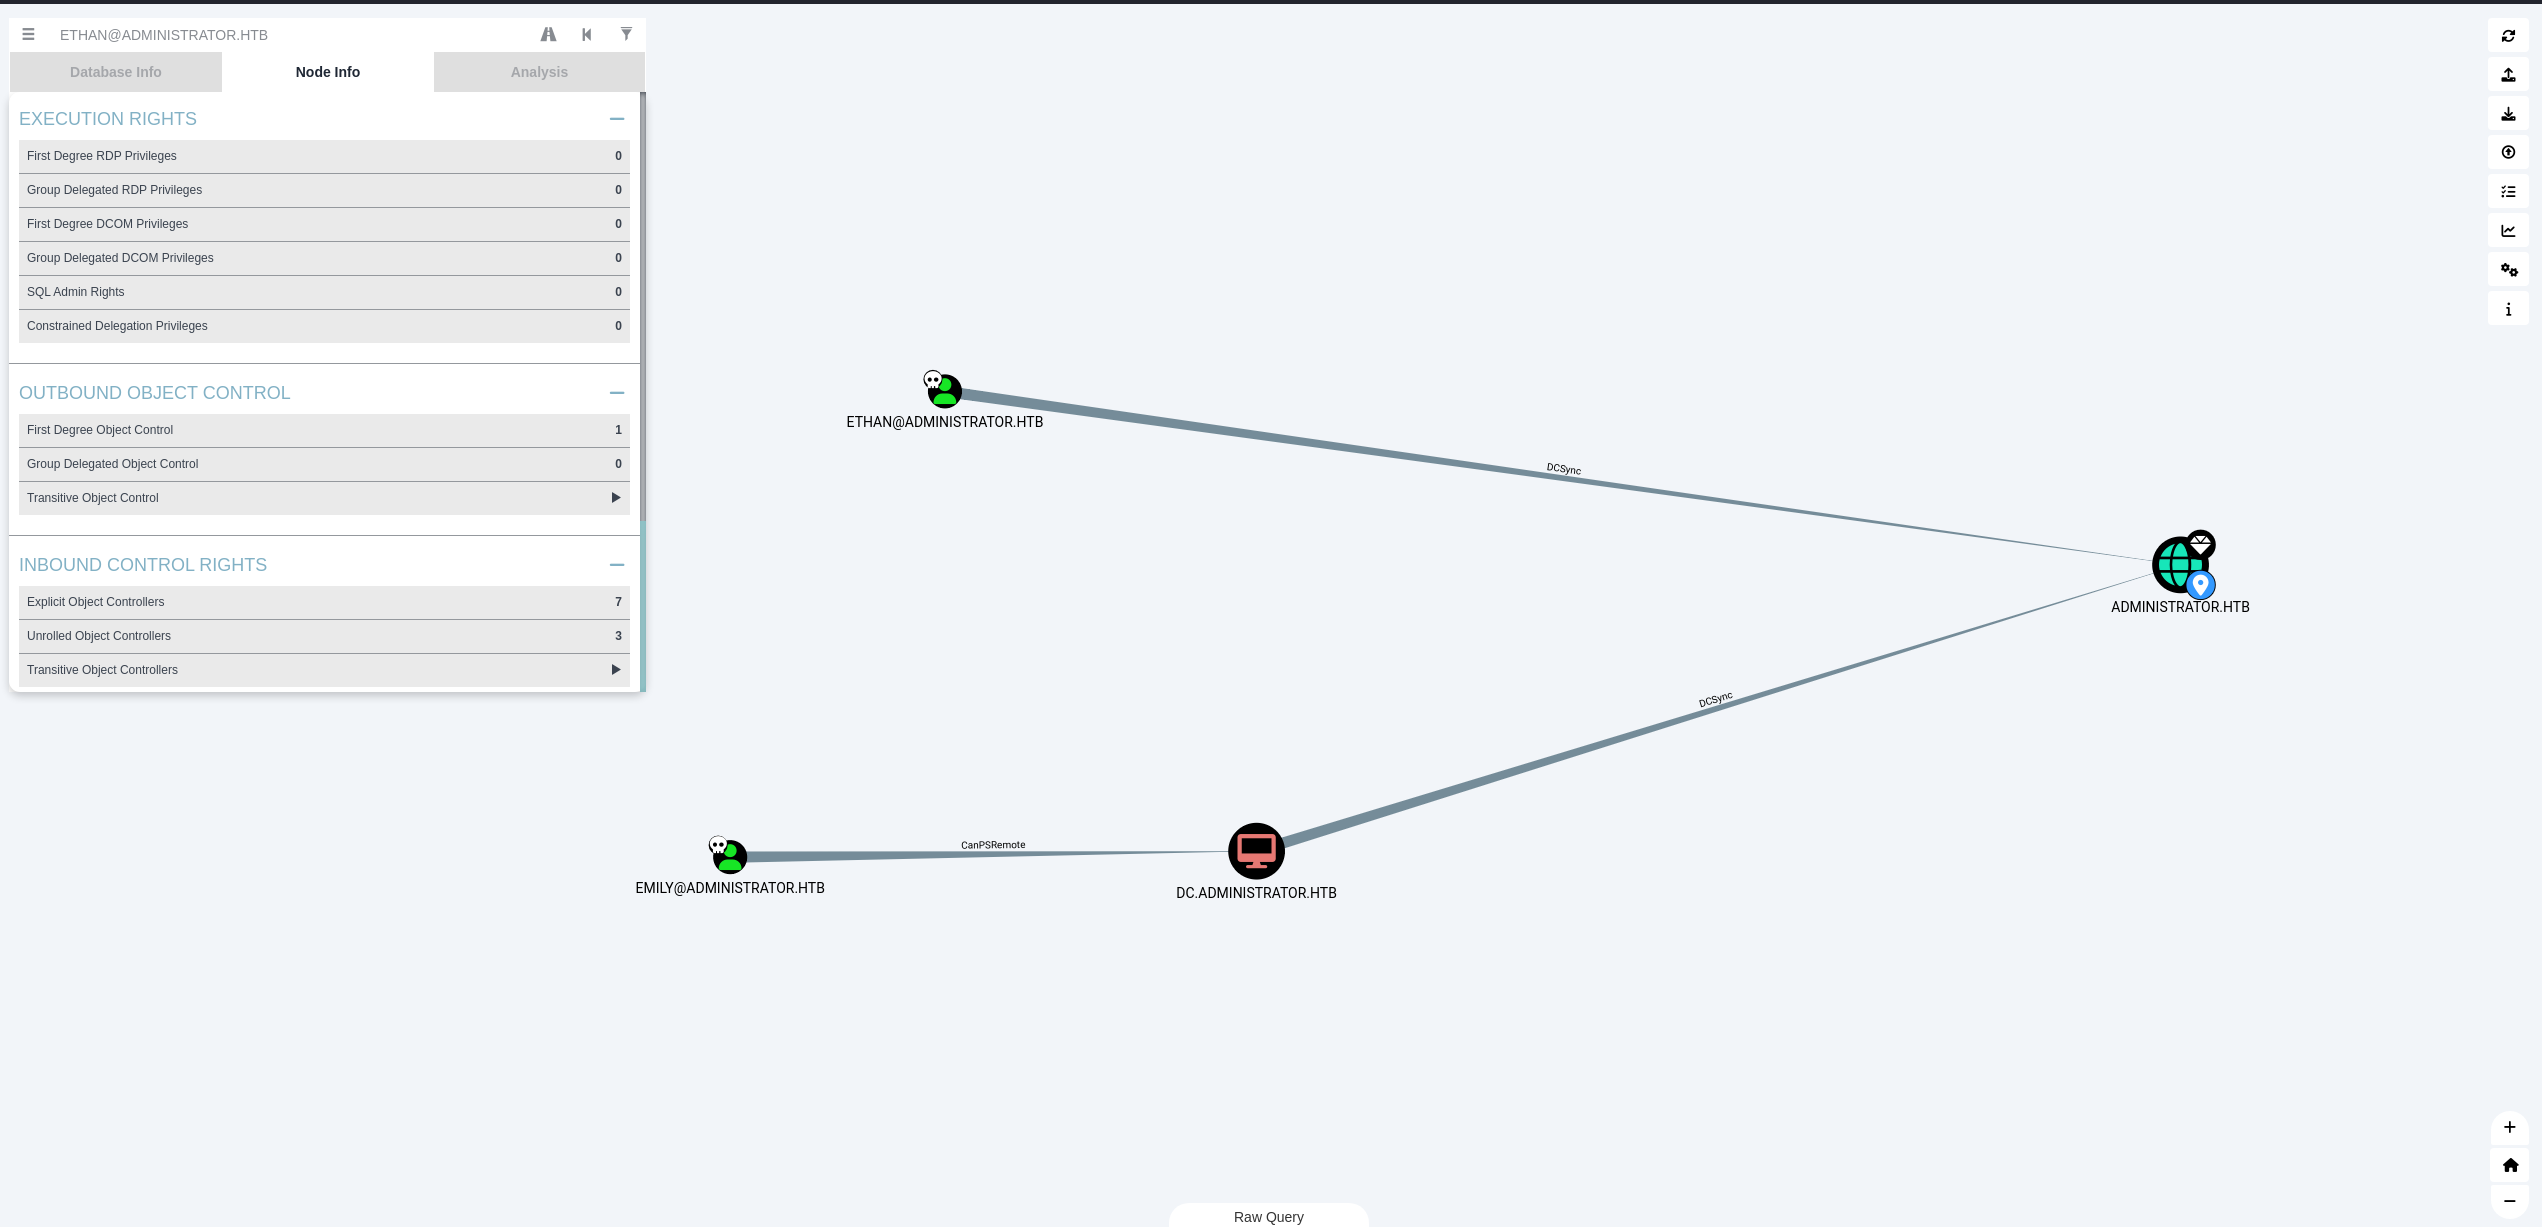 ETHAN@ADMINISTRATOR.HTB
Database Info
Node Info
Analysis
EXECUTION RIGHTS
First Degree RDP Privileges 0
Group Delegated RDP Privileges 0
First Degree DCOM Privileges 0
Group Delegated DCOM Privileges 0
SQL Admin Rights 0
Constrained Delegation Privileges 0
OUTBOUND OBJECT CONTROL
First Degree Object Control 1
Group Delegated Object Control 0
Transitive Object Control
INBOUND CONTROL RIGHTS
Explicit Object Controllers 7
Unrolled Object Controllers 3
Transitive Object Controllers
ETHAN@ADMINISTRATOR.HTB
DCSync
ADMINISTRATOR.HTB
DCSync
CanPSRemote
EMILY@ADMINISTRATOR.HTB
DC.ADMINISTRATOR.HTB
Raw Query